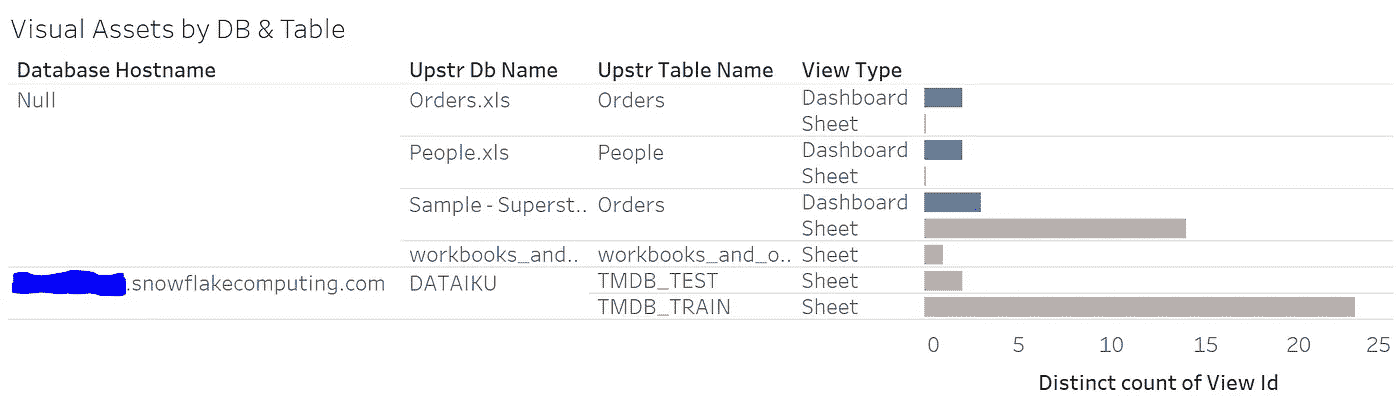 Visual Assets by DB & Table
Database Hostname Upstr Db Name Upstr Table Name View Type
Null Orders.xls Orders Dashboard
Sheet
People.xls People Dashboard
Sheet
Sample - Superst.. Orders Dashboard
Sheet
workbooks_and.. workbooks_and_o.. Sheet
.snowflakecomputing.com DATAIKU TMDB_TEST Sheet
TMDB_TRAIN Sheet
0 5 10 15 20 25
Distinct count of View Id